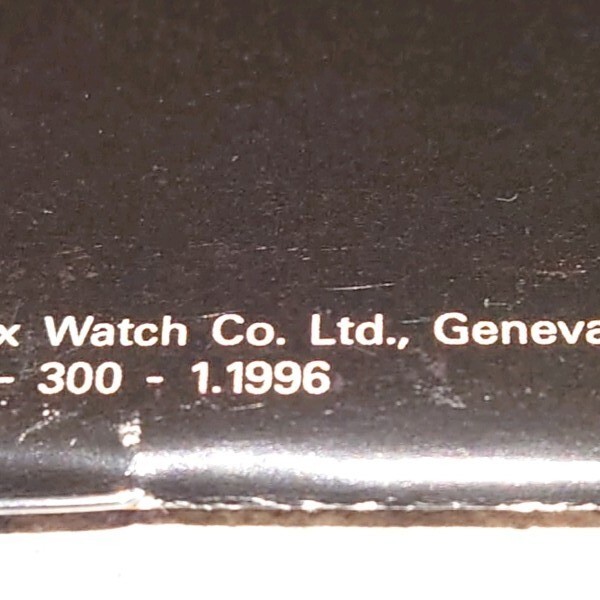 x Watch Co. Ltd., Geneva
- 300 - 1.1996